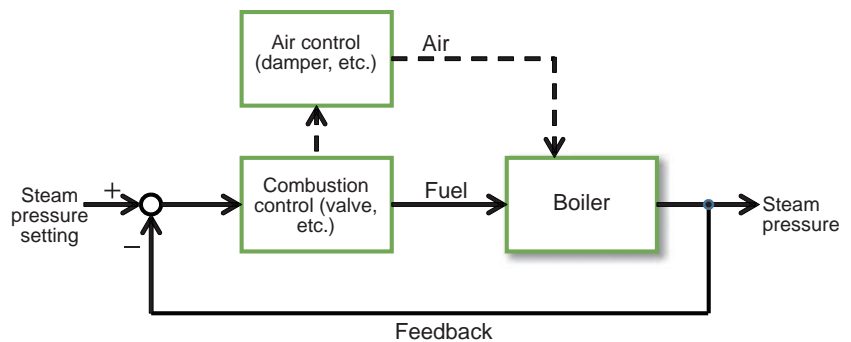 Air control
(damper, etc.)
Air
Steam
pressure
setting
+
−
Combustion
control (valve,
etc.)
Fuel
Boiler
Steam
pressure
Feedback